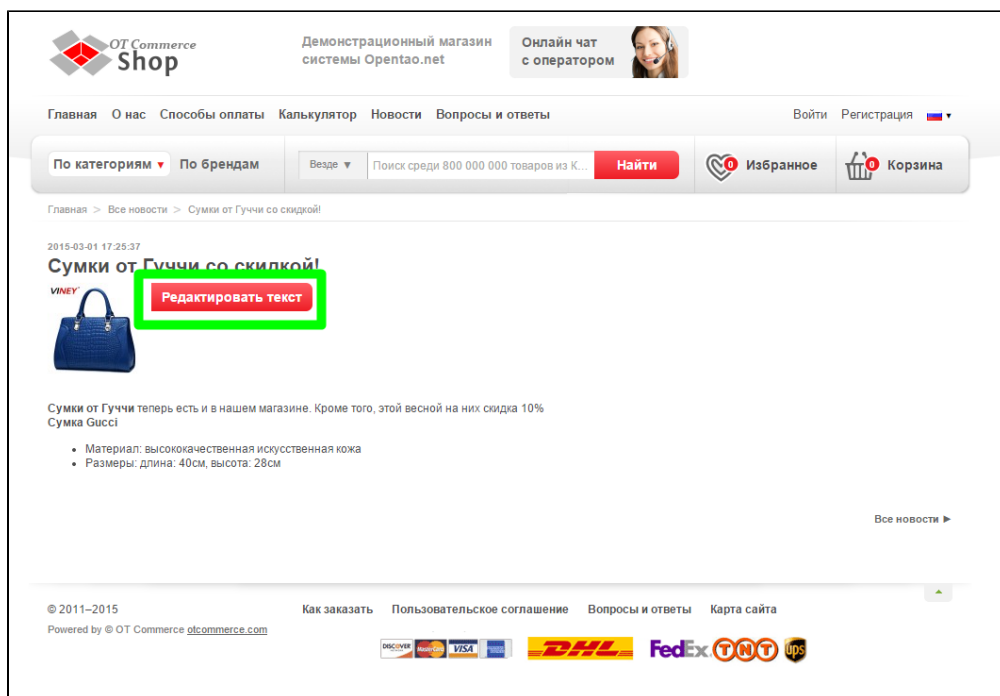 OT Commerce
Shop
Демонстрационный магазин
системы Opentao.net
Онлайн чат
с оператором
Главная О нас Способы оплаты Калькулятор Новости Вопросы и ответы
Войти Регистрация
По категориям По брендам
Везде
Поиск среди 800 000 000 товаров из К...
Найти
0 Избранное
0 Корзина
Главная > Все новости > Сумки от Гуччи со скидкой!
2015-03-01 17:25:37
Сумки от Гуччи со скидкой!
VINEY
Редактировать текст
Сумки от Гуччи теперь есть и в нашем магазине. Кроме того, этой весной на них скидка 10%
Сумка Gucci
Материал: высококачественная искусственная кожа
Размеры: длина: 40см, высота: 28см
Все новости
© 2011–2015
Как заказать Пользовательское соглашение Вопросы и ответы Карта сайта
Powered by © OT Commerce otcommerce.com
DISCOVER MasterCard VISA DHL FedEx TNT ups